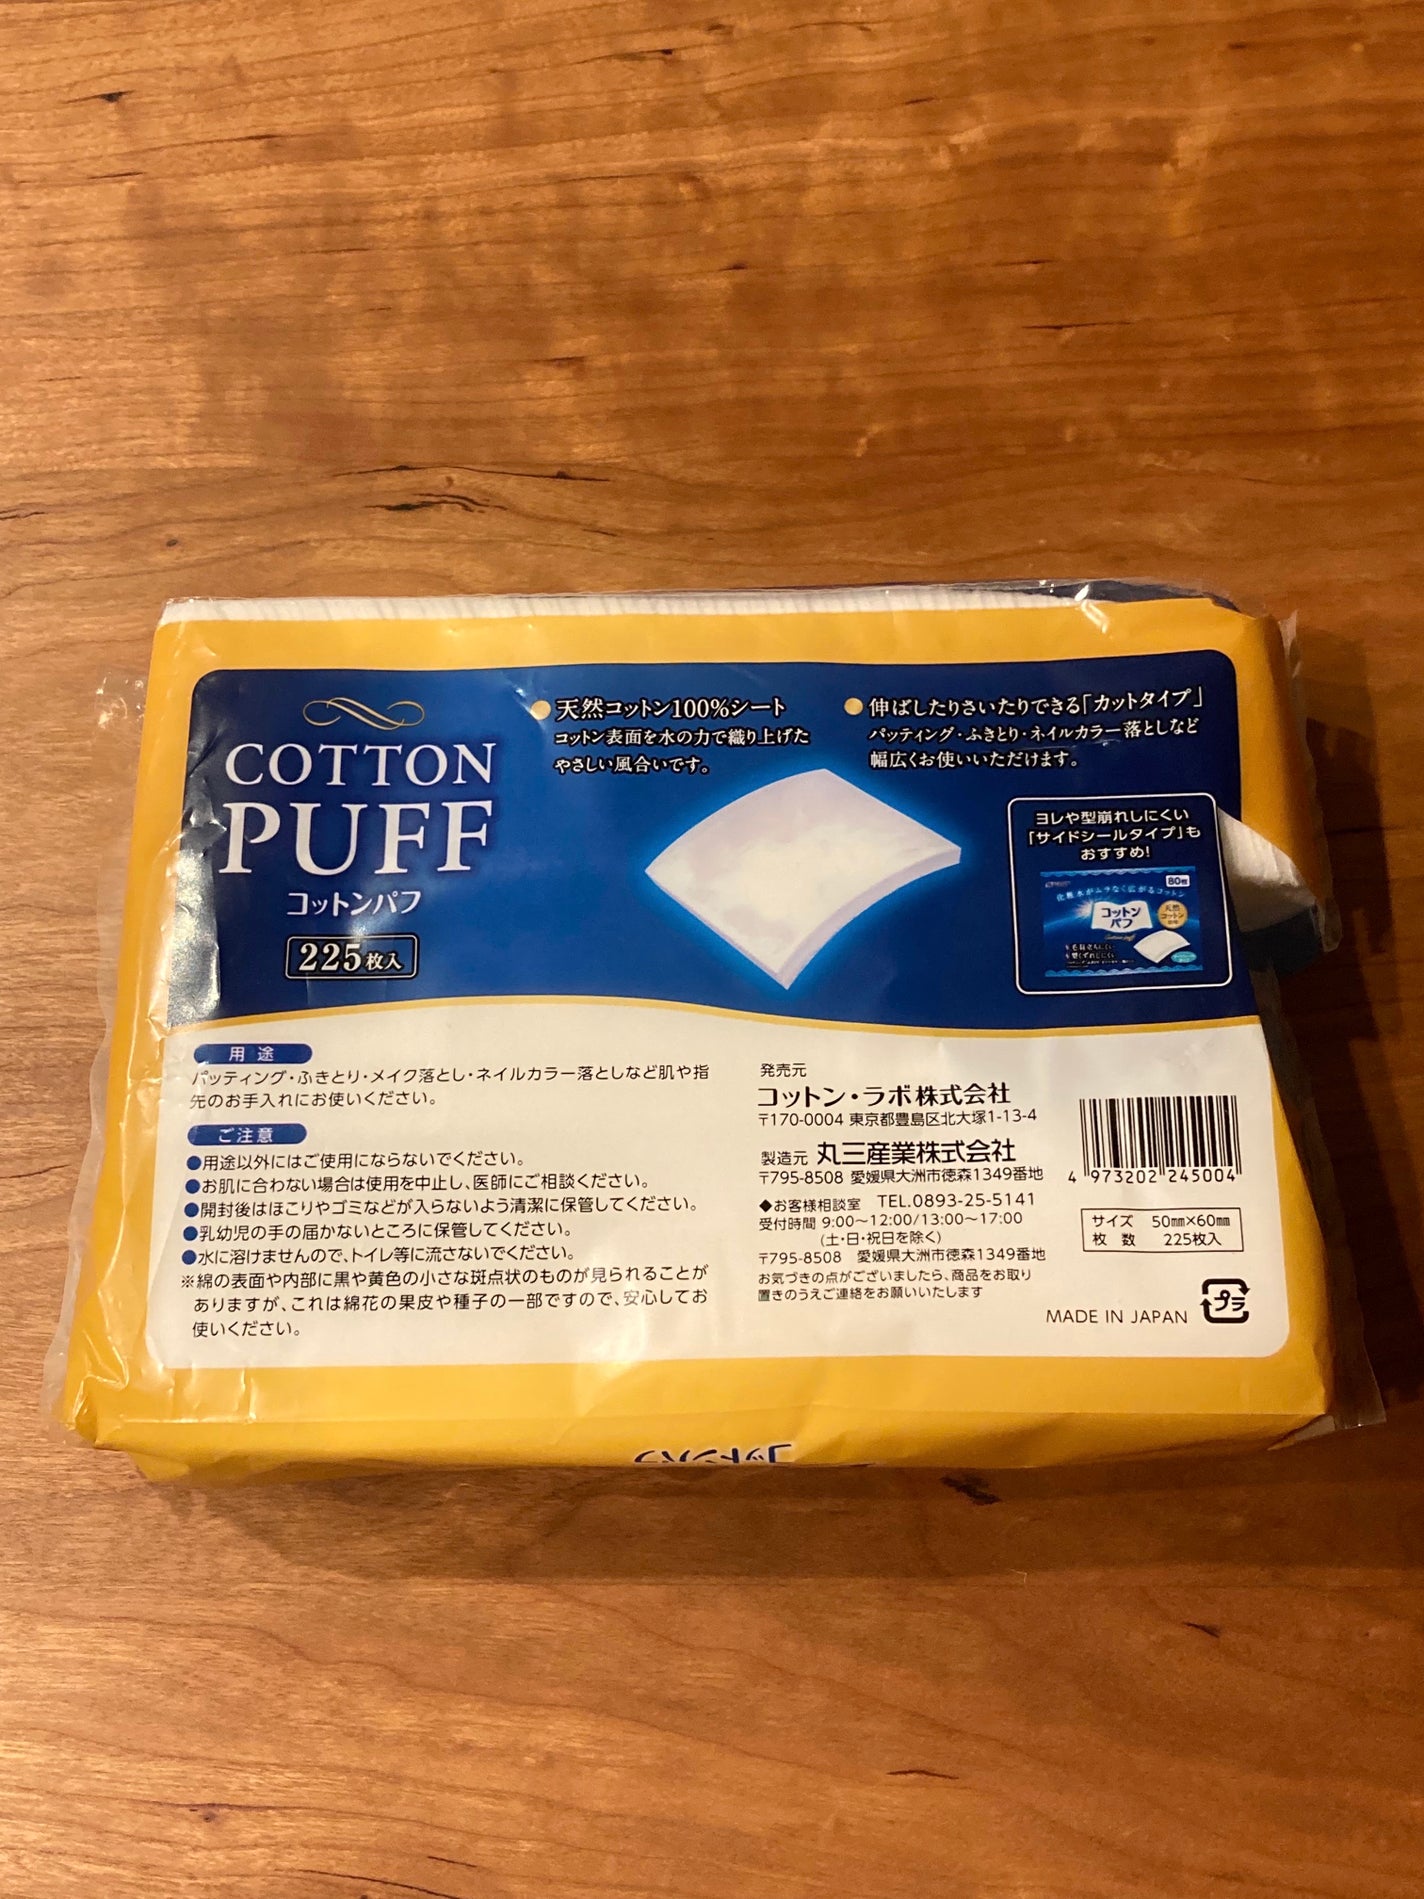 COTTON
PUFF
コットンパフ
225枚入
天然コットン100%シート
コットン表面を水の力で織り上げた
やさしい風合いです。
伸ばしたりさいたりできる「カットタイプ」
パッティング・ふきとり・ネイルカラー落としなど
幅広くお使いいただけます。
ヨレや型崩れしにくい
「サイドシールタイプ」も
おすすめ!
80枚
化粧水がムラなく広がるコットン
コットン
パフ
天然
コットン
用途
パッティング・ふきとり・メイク落とし・ネイルカラー落としなど肌や指
先のお手入れにお使いください。
ご注意
●用途以外にはご使用にならないでください。
●お肌に合わない場合は使用を中止し、医師にご相談ください。
●開封後はほこりやゴミなどが入らないよう清潔に保管してください。
●乳幼児の手の届かないところに保管してください。
●水に溶けませんので、トイレ等に流さないでください。
※綿の表面や内部に黒や黄色の小さな斑点状のものが見られることが
ありますが、これは綿花の果皮や種子の一部ですので、安心してお
使いください。
発売元
コットン・ラボ株式会社
〒170-0004 東京都豊島区北大塚1-13-4
製造元 丸三産業株式会社
〒795-8508 愛媛県大洲市徳森1349番地
◆お客様相談室 TEL.0893-25-5141
受付時間 9:00～12:00/13:00～17:00
(土・日・祝日を除く)
〒795-8508 愛媛県大洲市徳森1349番地
お気づきの点がございましたら、商品をお取り
置きのうえご連絡をお願いいたします
4 973202 245004
サイズ 50mm×60mm
枚数 225枚入
MADE IN JAPAN
プラ
コットンパフ